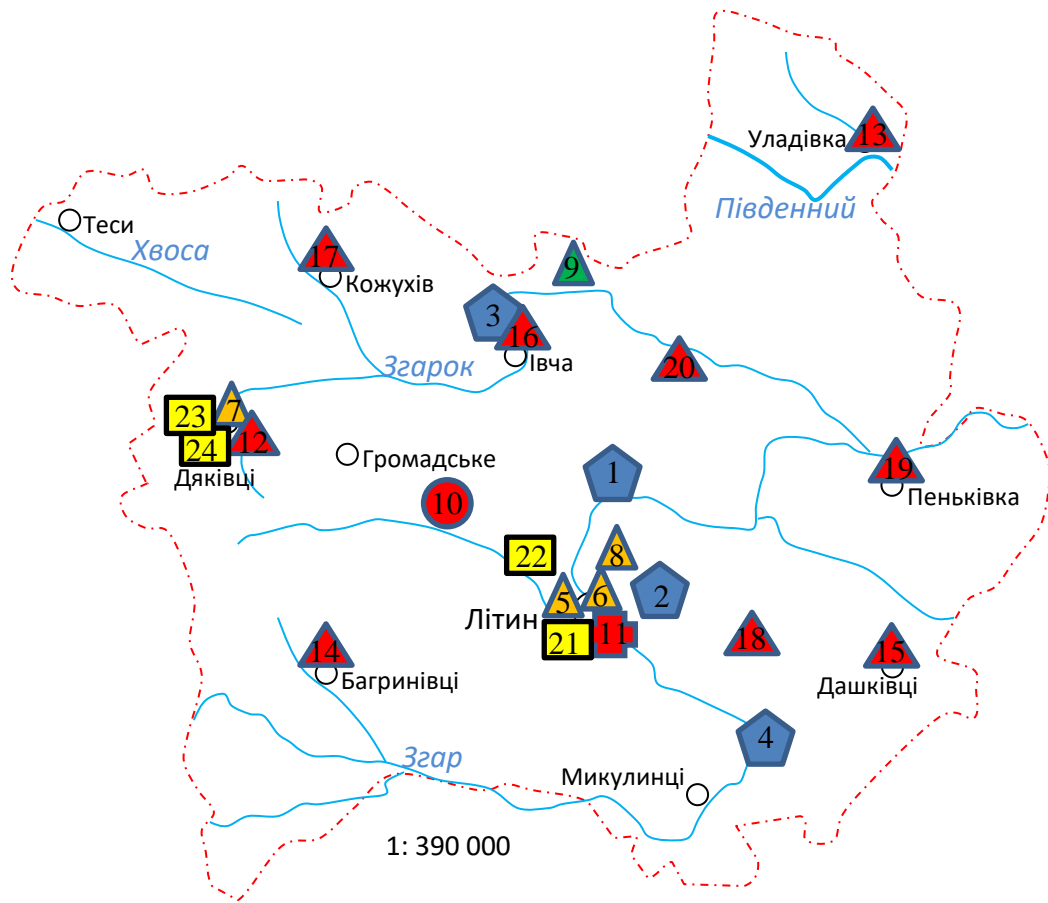 13
Уладівка
Південний
Теси
Хвоса
17
Кожухів
9
3
16
Івча
Згарок
20
23
7
24
12
Дяківці
Громадське
1
19
Пеньківка
10
22
8
5
6
2
Літин
21
11
18
15
14
Багринівці
Дашківці
4
Згар
Микулинці
1: 390 000